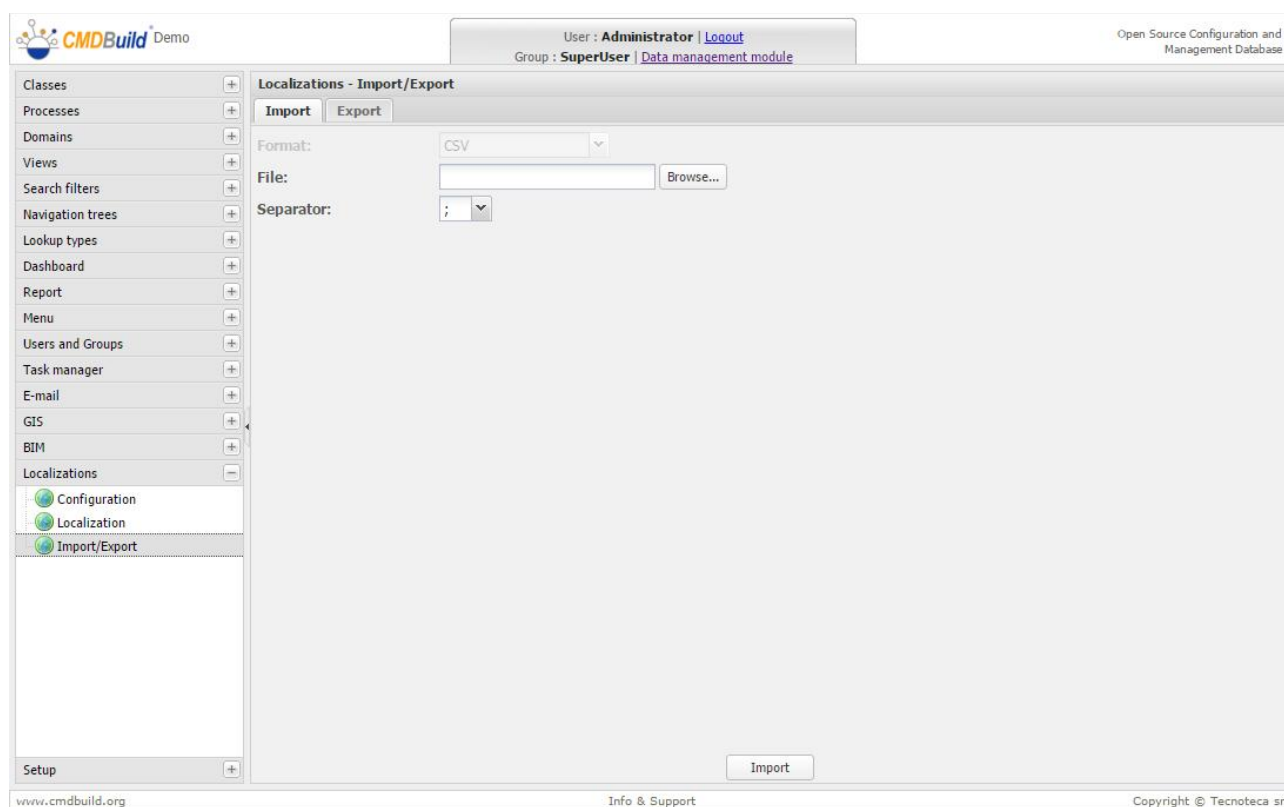 CMDBuild Demo
User : Administrator | Logout
Group : SuperUser | Data management module
Open Source Configuration and
Management Database
Classes
Processes
Domains
Views
Search filters
Navigation trees
Lookup types
Dashboard
Report
Menu
Users and Groups
Task manager
E-mail
GIS
BIM
Localizations
Configuration
Localization
Import/Export
Setup
Localizations - Import/Export
Import Export
Format: CSV
File: Browse...
Separator: ;
Import
www.cmdbuild.org Info & Support Copyright © Tecnoteca sr